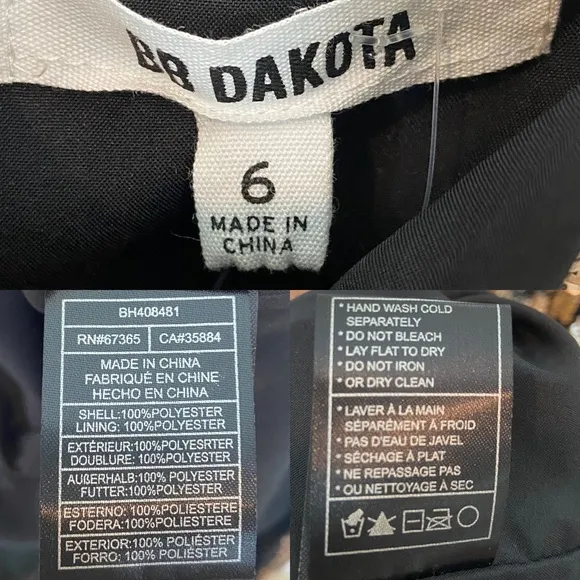 BB DAKOTA
6
MADE IN
CHINA
BH408481
RN#67365 CA#35884
MADE IN CHINA
FABRIQUÉ EN CHINE
HECHO EN CHINA
SHELL:100%POLYESTER
LINING: 100%POLYESTER
EXTÉRIEUR:100%POLYESRTER
DOUBLURE: 100%POLYESTER
AUẞERHALB:100%POLYESTER
FUTTER:100%POLYESTER
ESTERNO: 100%POLIESTERE
FODERA:100%POLIESTERE
EXTERIOR:100% POLIÉSTER
FORRO: 100% POLIÉSTER
* HAND WASH COLD
SEPARATELY
* DO NOT BLEACH
* LAY FLAT TO DRY
* DO NOT IRON
* OR DRY CLEAN
* LAVER À LA MAIN
SÉPARÉMENT À FROID
* PAS D'EAU DE JAVEL
* SÉCHAGE À PLAT
* NE REPASSAGE PAS
* OU NETTOYAGE À SEC